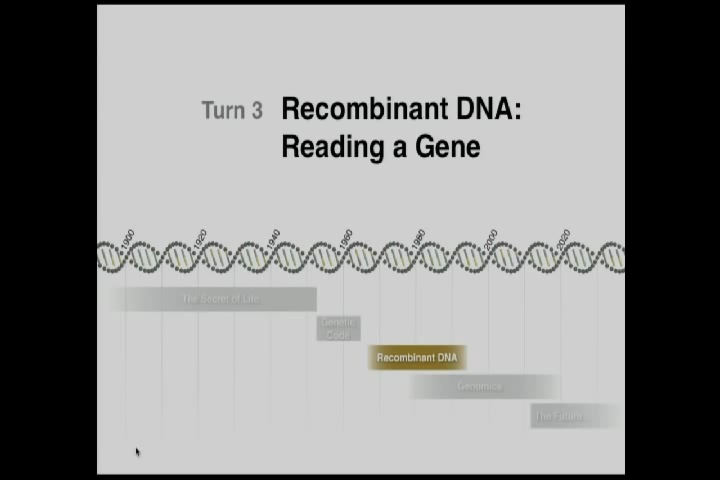 Turn 3 Recombinant DNA:
Reading a Gene
1900 1920 1940 1960 1980 2000 2020
The Secret of Life
Genetic
Code
Recombinant DNA
Genomics
The Future...